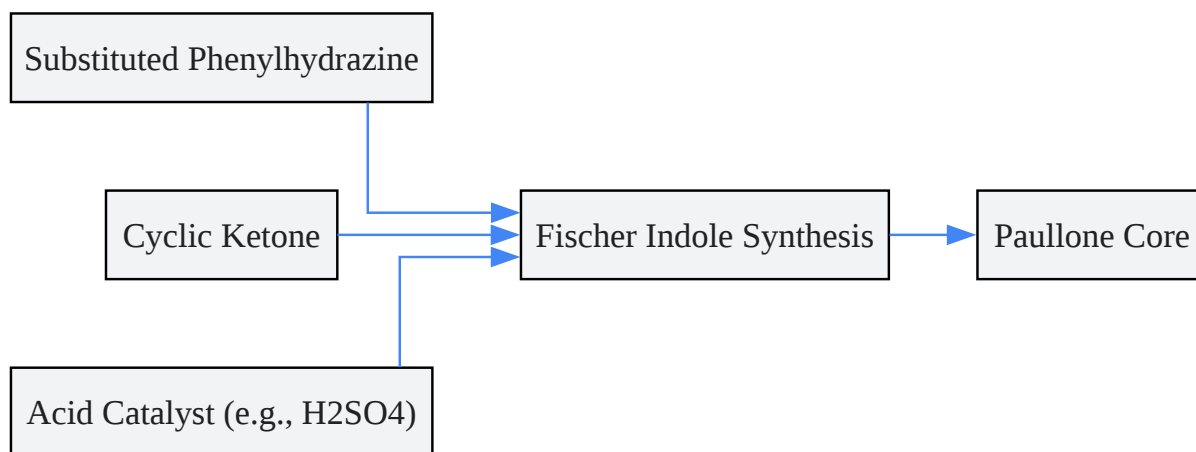 Substituted Phenylhydrazine
Cyclic Ketone
Fischer Indole Synthesis
Paullone Core
Acid Catalyst (e.g., H2SO4)